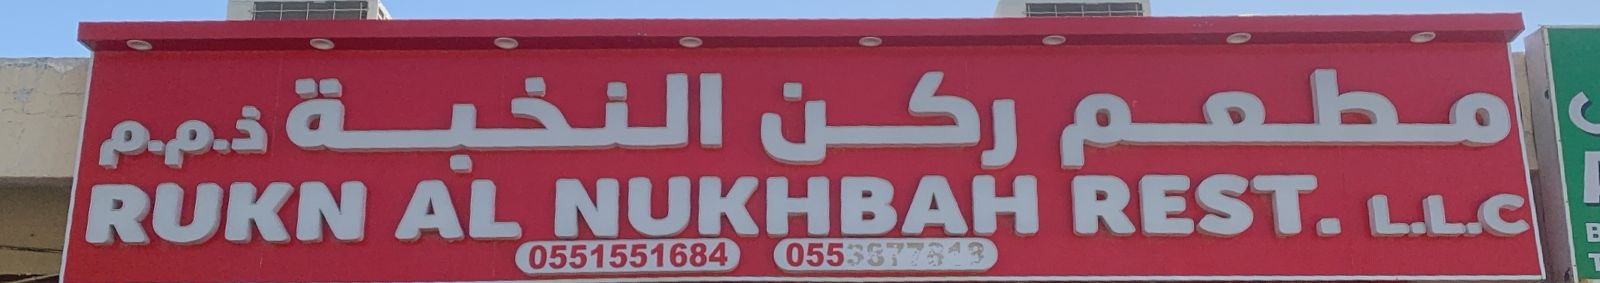 مطعم ركن النخبة ذ.م.م
RUKN AL NUKHBAH REST. L.L.C
0551551684